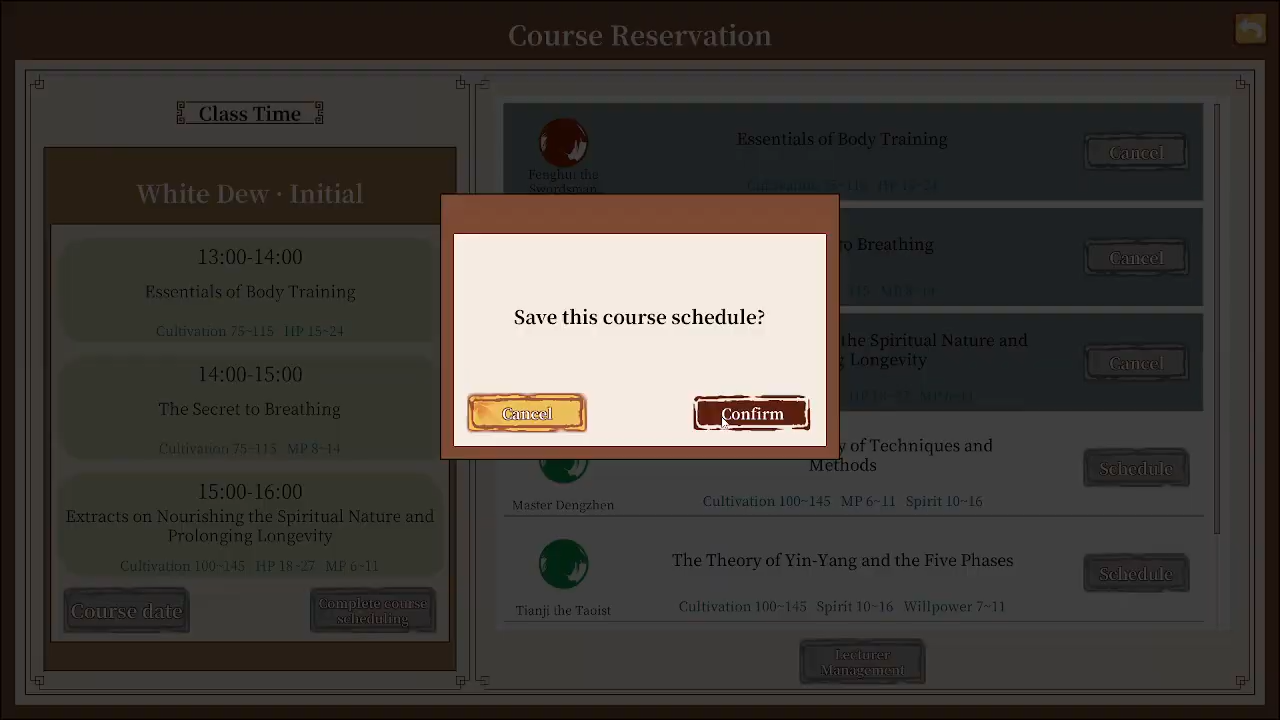 Course Reservation
Class Time
White Dew · Initial
13:00-14:00
Essentials of Body Training
Cultivation 75~115 HP 15~24
14:00-15:00
The Secret to Breathing
Cultivation 75~115 MP 8~14
15:00-16:00
Extracts on Nourishing the Spiritual Nature and
Prolonging Longevity
Cultivation 100~145 HP 18~27 MP 6~11
Course date
Complete course
scheduling
Save this course schedule?
Cancel
Confirm
Essentials of Body Training
Fenghui the
Swordsman...
Cancel
Breathing
Cancel
the Spiritual Nature and
Longevity
Cancel
of Techniques and
Methods
Master Dengzhen
Cultivation 100~145 MP 6~11 Spirit 10~16
Schedule
The Theory of Yin-Yang and the Five Phases
Tianji the Taoist
Cultivation 100~145 Spirit 10~16 Willpower 7~11
Schedule
Lecturer
Management